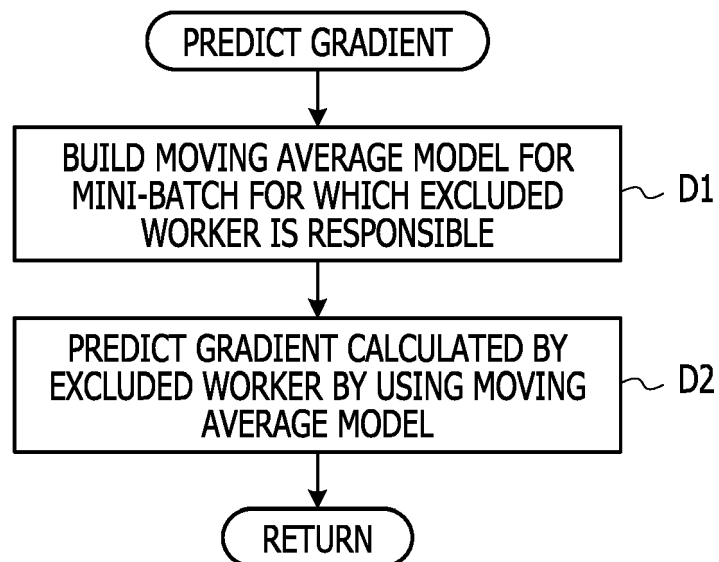 PREDICT GRADIENT
BUILD MOVING AVERAGE MODEL FOR
MINI-BATCH FOR WHICH EXCLUDED
WORKER IS RESPONSIBLE
D1
PREDICT GRADIENT CALCULATED BY
EXCLUDED WORKER BY USING MOVING
AVERAGE MODEL
D2
RETURN